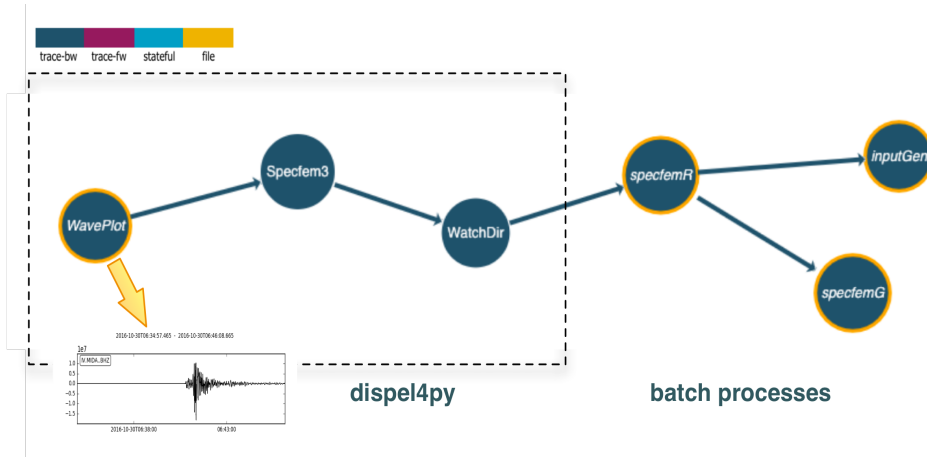 trace-bw trace-fw stateful file
Specfem3
WavePlot
WatchDir
specfemR
inputGen
specfemG
2016-10-30T06:34:57.465 - 2016-10-30T06:46:08.665
1e7
IV.MIDA..BHZ
1.0
0.5
0.0
−0.5
−1.0
−1.5
2016-10-30T06:38:00 06:43:00
dispel4py batch processes